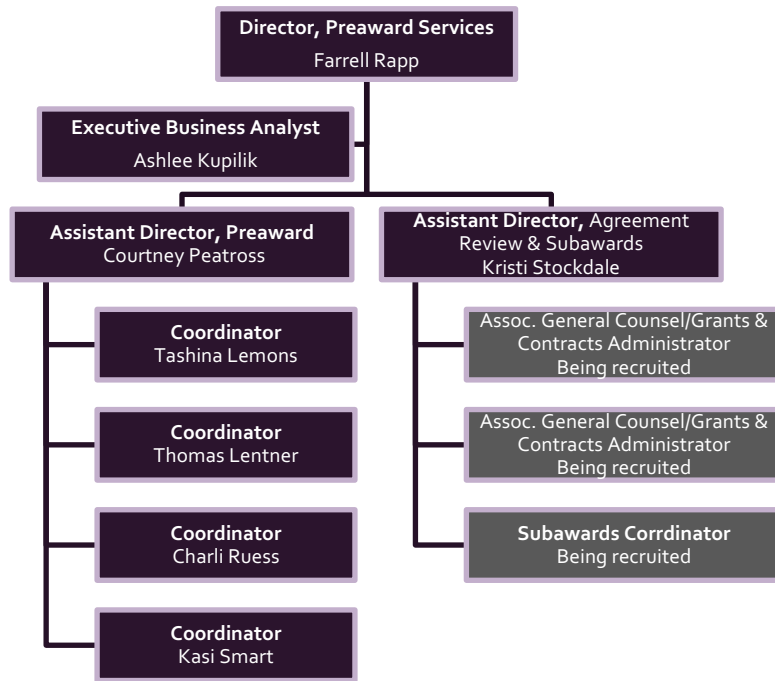 Director, Preaward Services
Farrell Rapp
Executive Business Analyst
Ashlee Kupilik
Assistant Director, Preaward
Courtney Peatross
Assistant Director, Agreement
Review & Subawards
Kristi Stockdale
Coordinator
Tashina Lemons
Coordinator
Thomas Lentner
Coordinator
Charli Ruess
Coordinator
Kasi Smart
Assoc. General Counsel/Grants &
Contracts Administrator
Being recruited
Assoc. General Counsel/Grants &
Contracts Administrator
Being recruited
Subawards Corrdinator
Being recruited